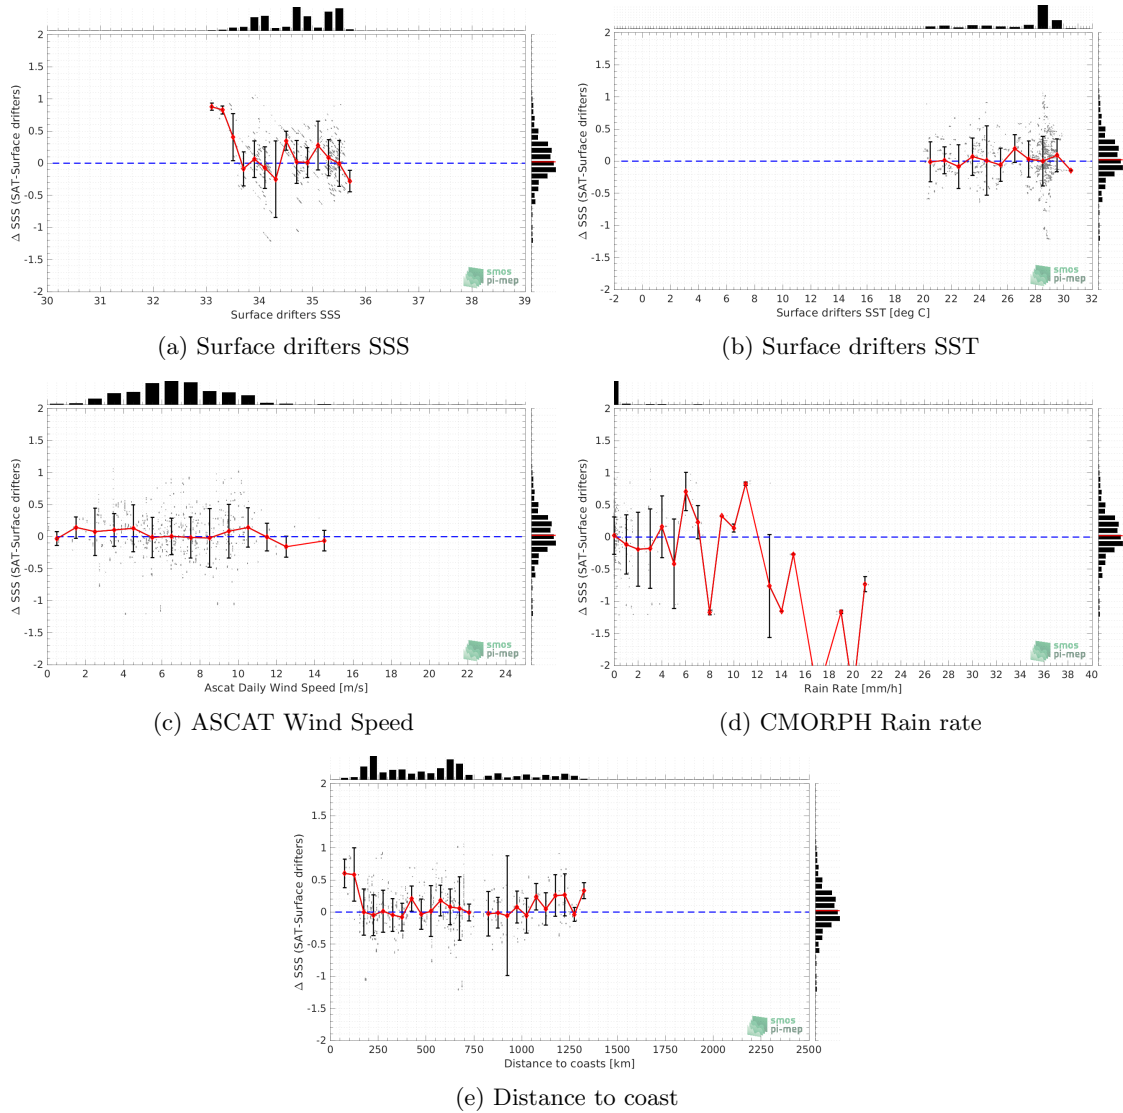 2
1.5
1
0.5
0
-0.5
-1
-1.5
-2
Δ SSS (SAT-Surface drifters)
30 31 32 33 34 35 36 37 38 39
Surface drifters SSS
smos
pi-mep
(a) Surface drifters SSS
2
1.5
1
0.5
0
-0.5
-1
-1.5
-2
Δ SSS (SAT-Surface drifters)
-2 0 2 4 6 8 10 12 14 16 18 20 22 24 26 28 30 32
Surface drifters SST [deg C]
smos
pi-mep
(b) Surface drifters SST
2
1.5
1
0.5
0
-0.5
-1
-1.5
-2
Δ SSS (SAT-Surface drifters)
0 2 4 6 8 10 12 14 16 18 20 22 24
Ascat Daily Wind Speed [m/s]
smos
pi-mep
(c) ASCAT Wind Speed
2
1.5
1
0.5
0
-0.5
-1
-1.5
-2
Δ SSS (SAT-Surface drifters)
0 2 4 6 8 10 12 14 16 18 20 22 24 26 28 30 32 34 36 38 40
Rain Rate [mm/h]
smos
pi-mep
(d) CMORPH Rain rate
2
1.5
1
0.5
0
-0.5
-1
-1.5
-2
Δ SSS (SAT-Surface drifters)
0 250 500 750 1000 1250 1500 1750 2000 2250 2500
Distance to coasts [km]
smos
pi-mep
(e) Distance to coast